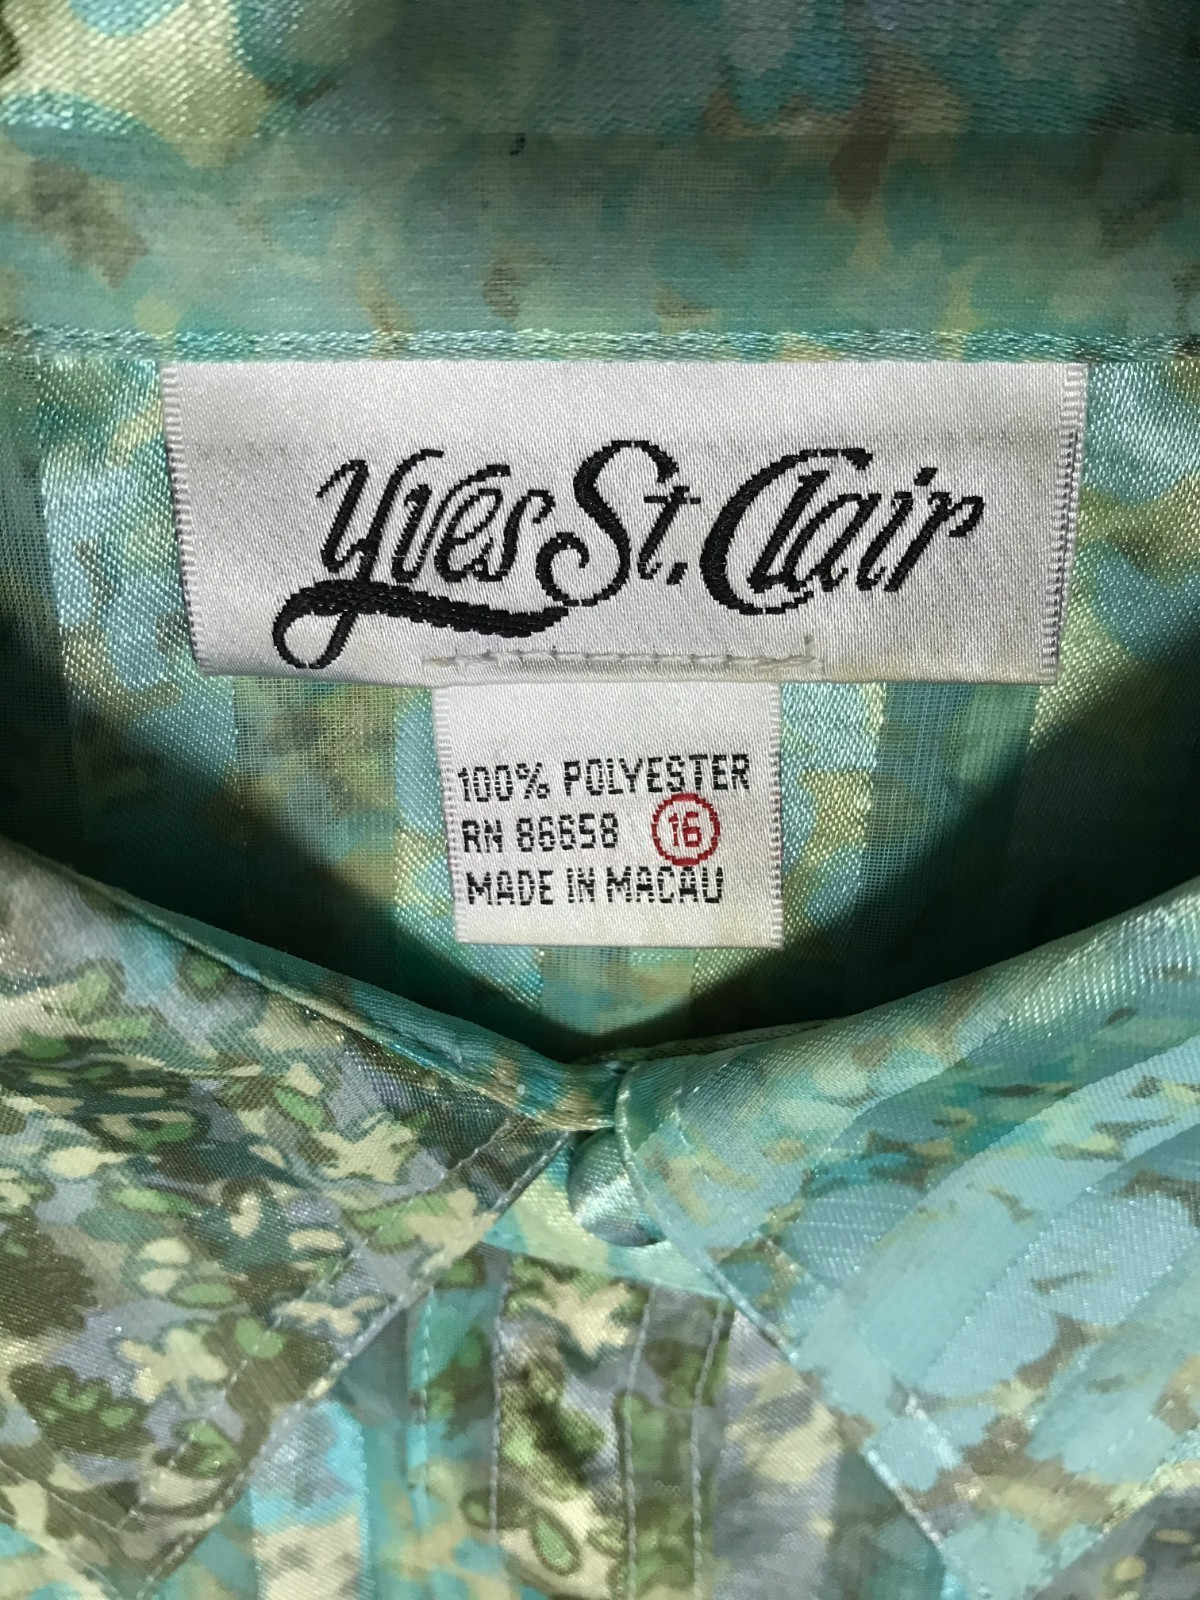 Yves St. Clair
100% POLYESTER
RN 86658 16
MADE IN MACAU